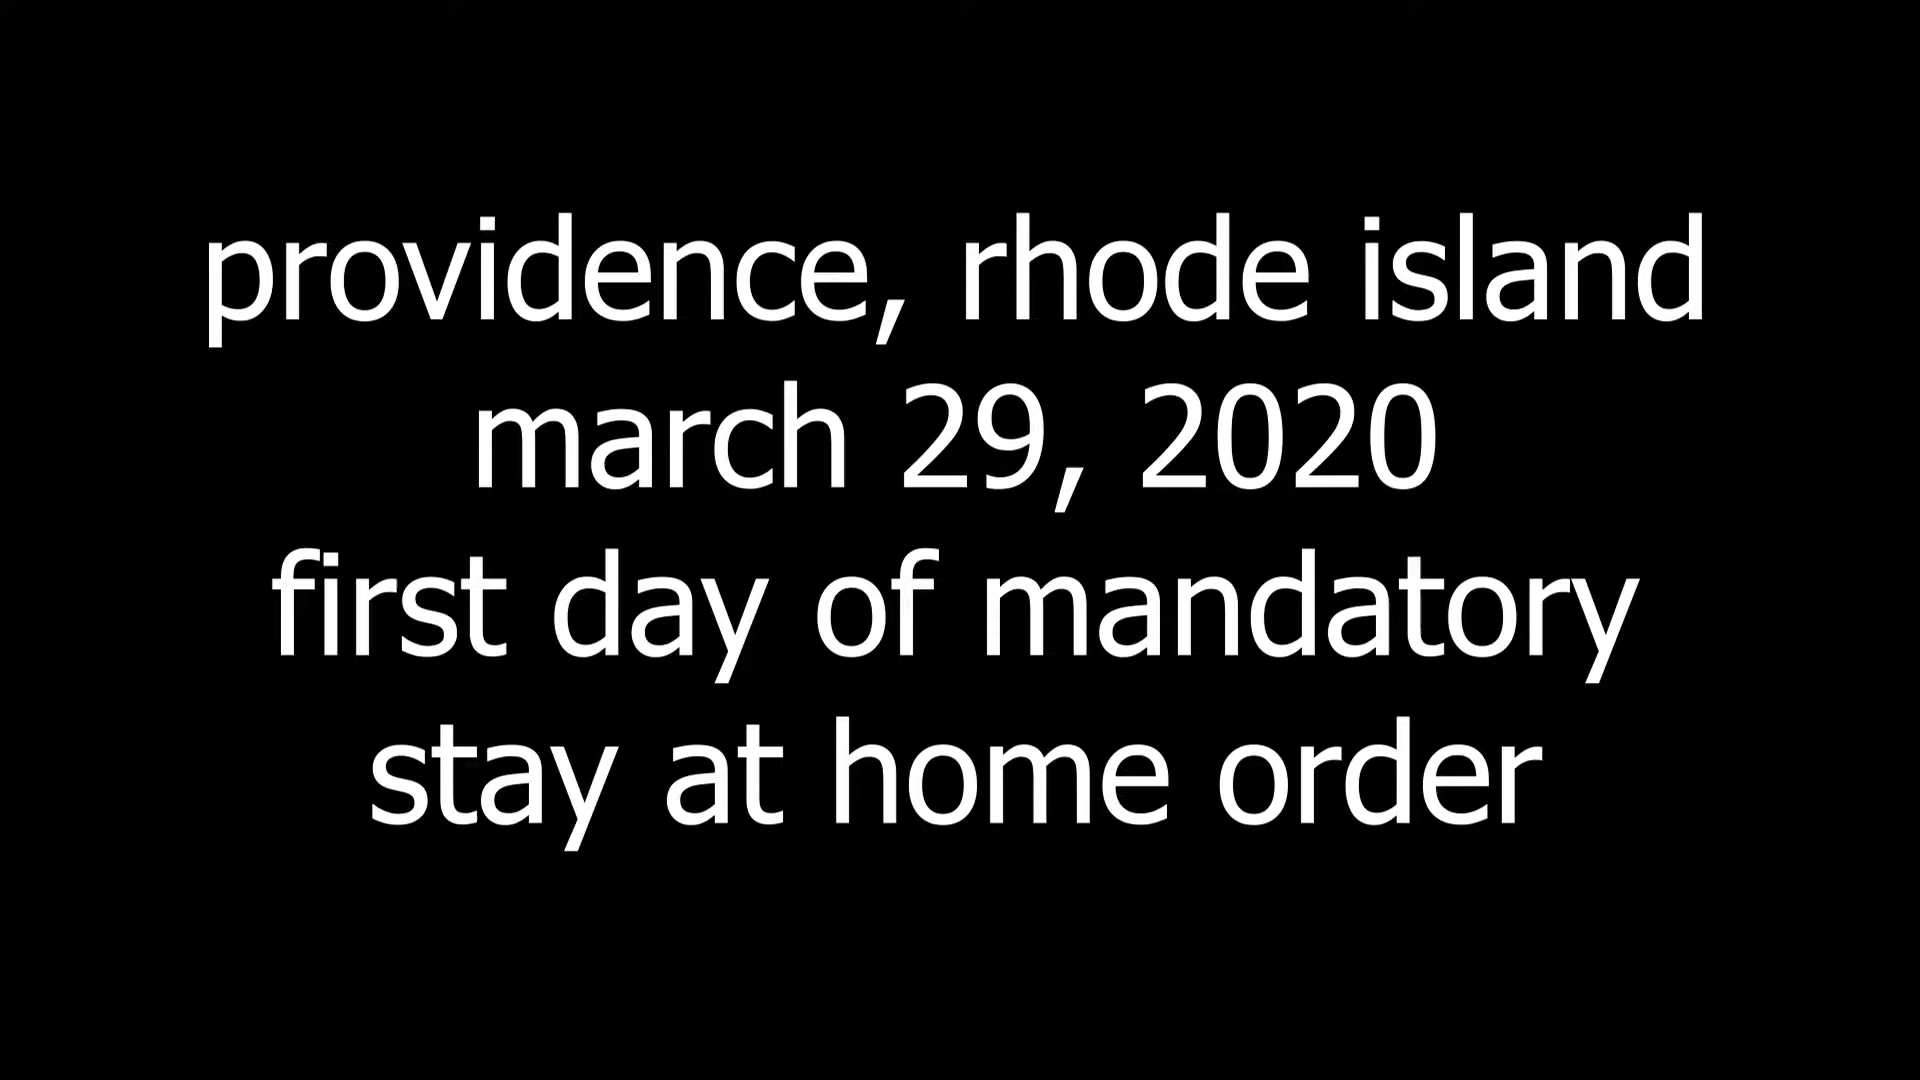 providence, rhode island
march 29, 2020
first day of mandatory
stay at home order